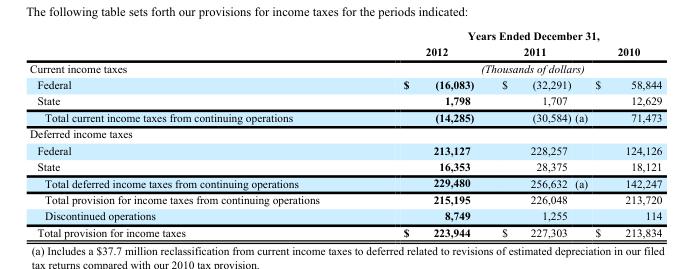 The following table sets forth our provisions for income taxes for the periods indicated:
Years Ended December 31,
2012 2011 2010
Current income taxes (Thousands of dollars)
Federal $ (16,083) $ (32,291) $ 58,844
State 1,798 1,707 12,629
Total current income taxes from continuing operations (14,285) (30,584) (a) 71,473
Deferred income taxes
Federal 213,127 228,257 124,126
State 16,353 28,375 18,121
Total deferred income taxes from continuing operations 229,480 256,632 (a) 142,247
Total provision for income taxes from continuing operations 215,195 226,048 213,720
Discontinued operations 8,749 1,255 114
Total provision for income taxes $ 223,944 $ 227,303 $ 213,834
(a) Includes a $37.7 million reclassification from current income taxes to deferred related to revisions of estimated depreciation in our filed
tax returns compared with our 2010 tax provision.